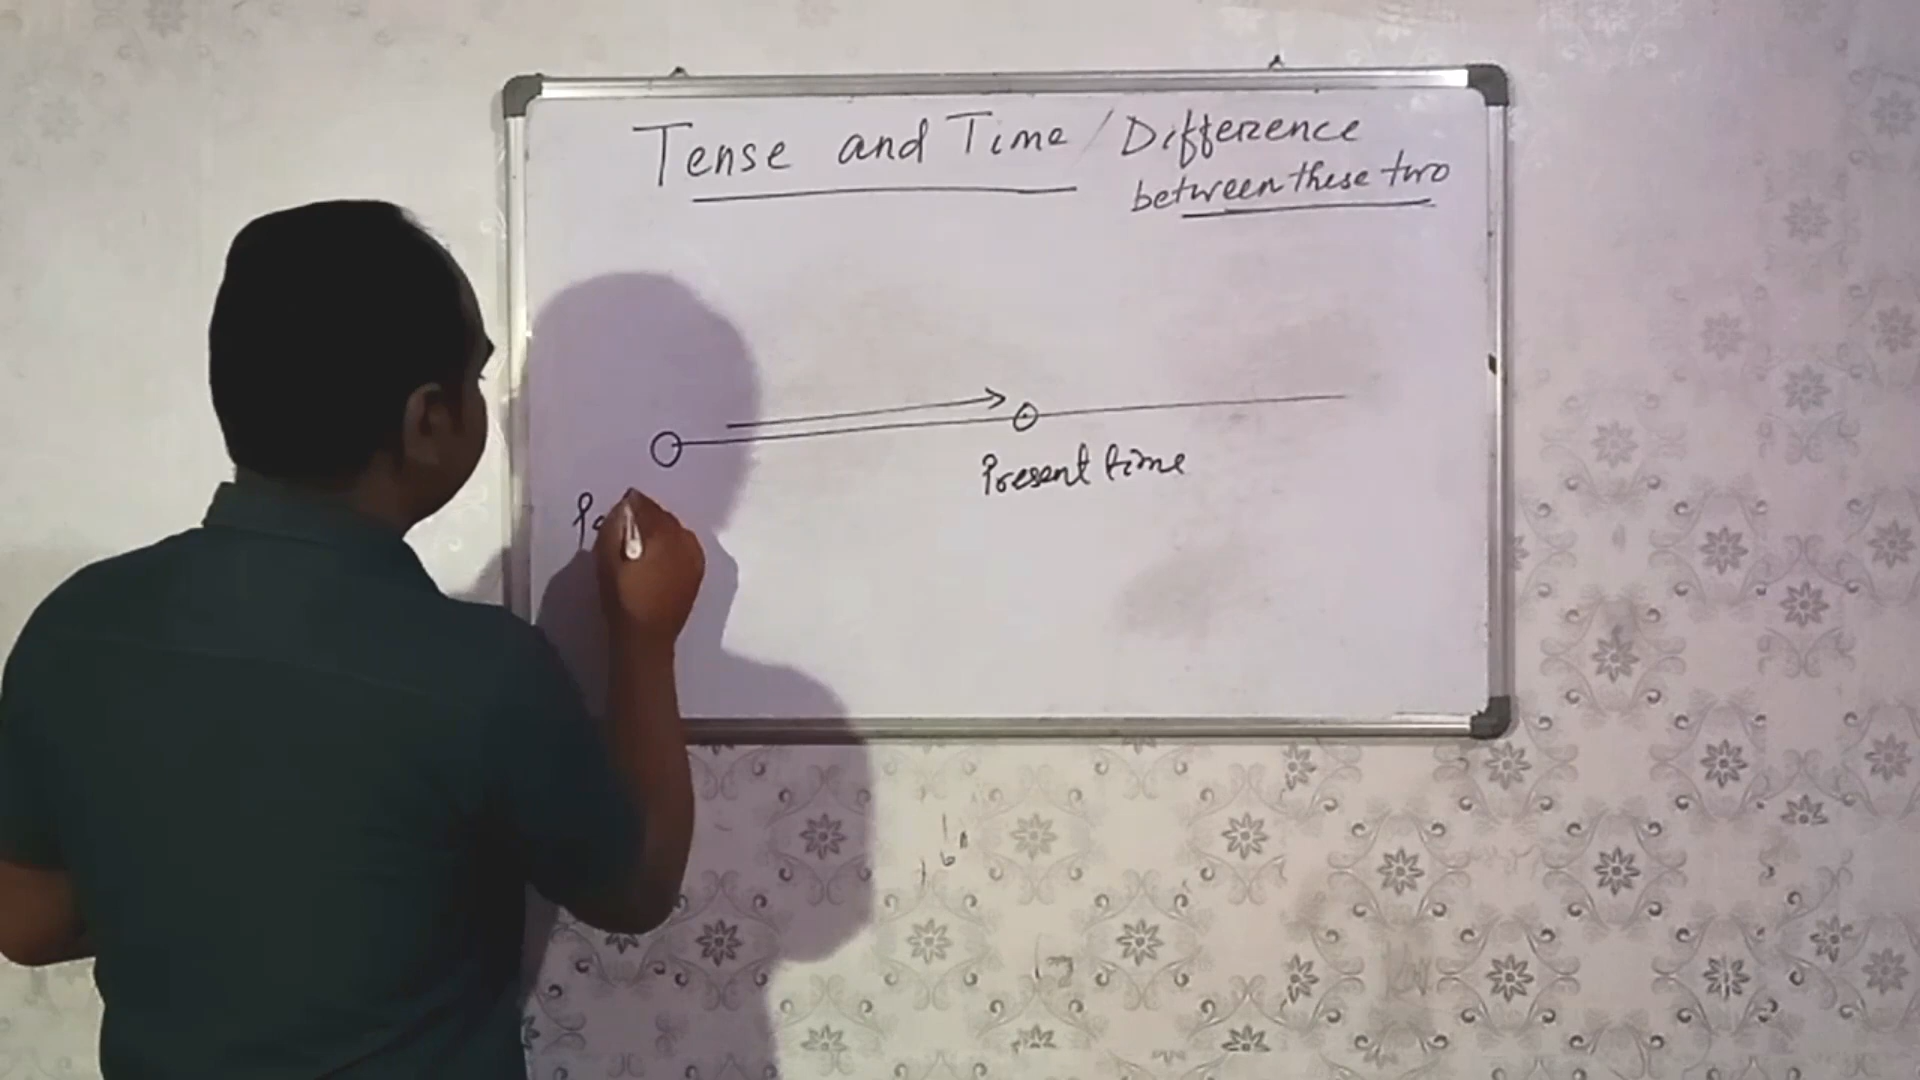 Tense and Time / Difference
between these two
Present time